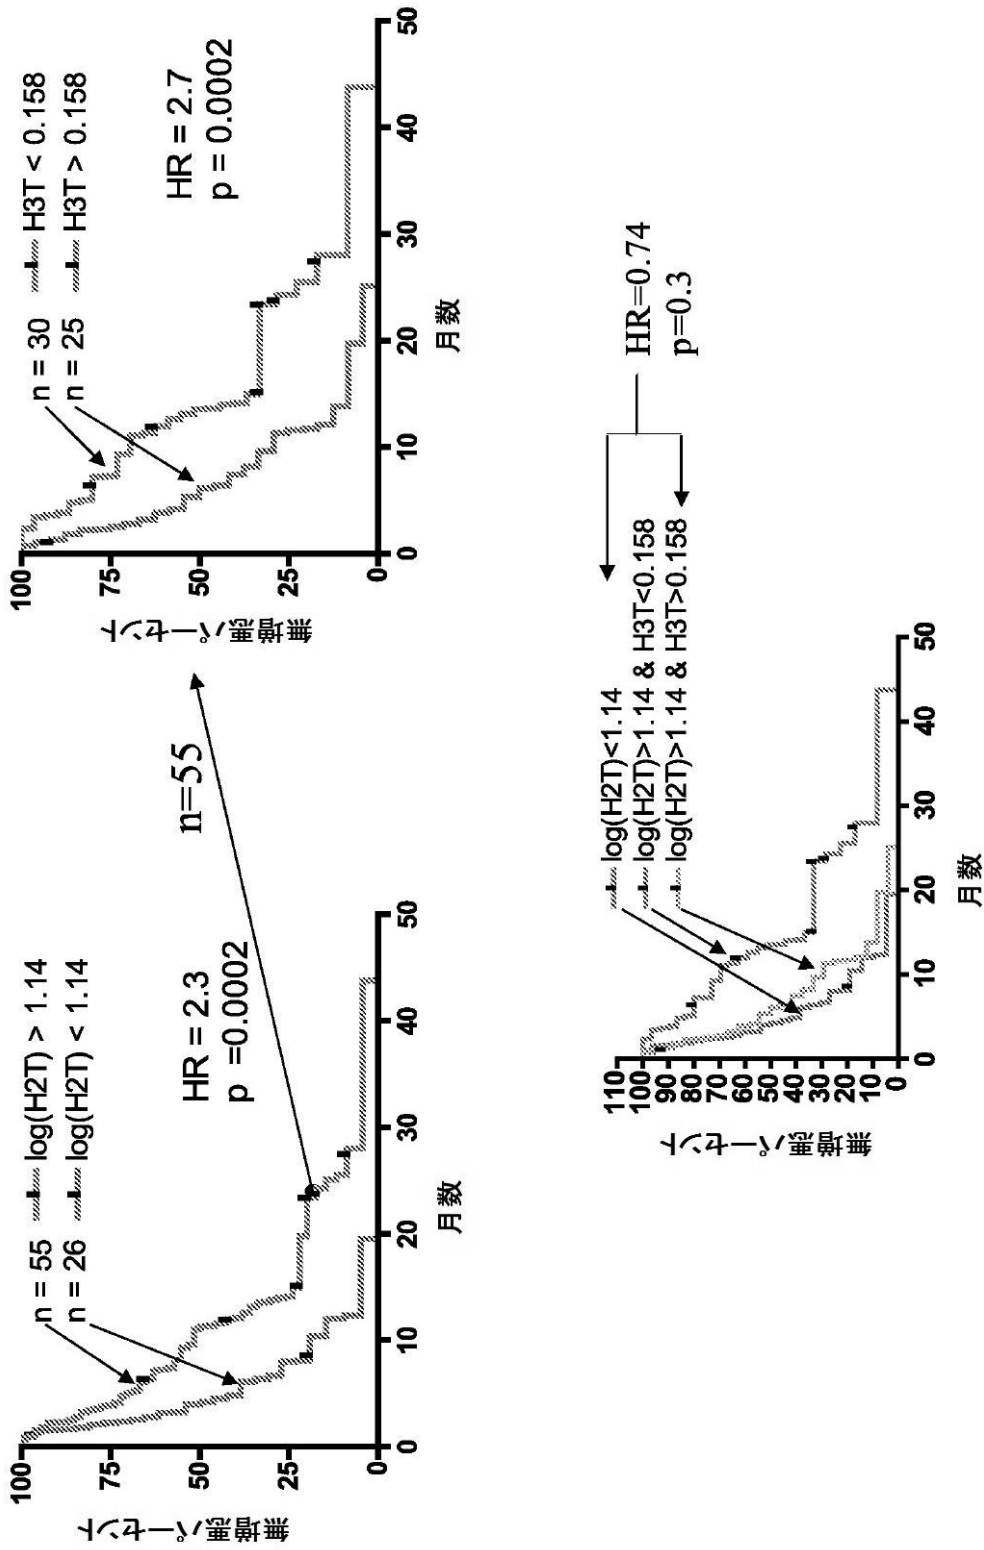 100
75
50
25
0
無増悪パーセント
0
10
20
30
40
50
月数
n = 55
log(H2T) > 1.14
n = 26
log(H2T) < 1.14
HR = 2.3
p =0.0002
n=55
100
75
50
25
0
無増悪パーセント
0
10
20
30
40
50
月数
n = 30
H3T < 0.158
n = 25
H3T > 0.158
HR = 2.7
p = 0.0002
110
100
90
80
70
60
50
40
30
20
10
0
無増悪パーセント
0
10
20
30
40
50
月数
log(H2T)<1.14
log(H2T)>1.14 & H3T<0.158
log(H2T)>1.14 & H3T>0.158
HR=0.74
p=0.3